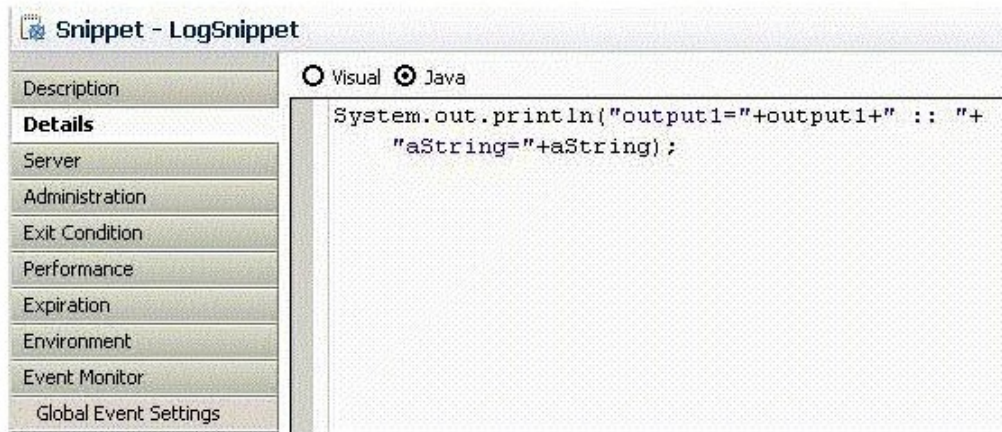 Snippet - LogSnippet
Description
Details
Server
Administration
Exit Condition
Performance
Expiration
Environment
Event Monitor
Global Event Settings
Visual Java
System.out.println("output1="+output1+" :: "+
"aString="+aString);